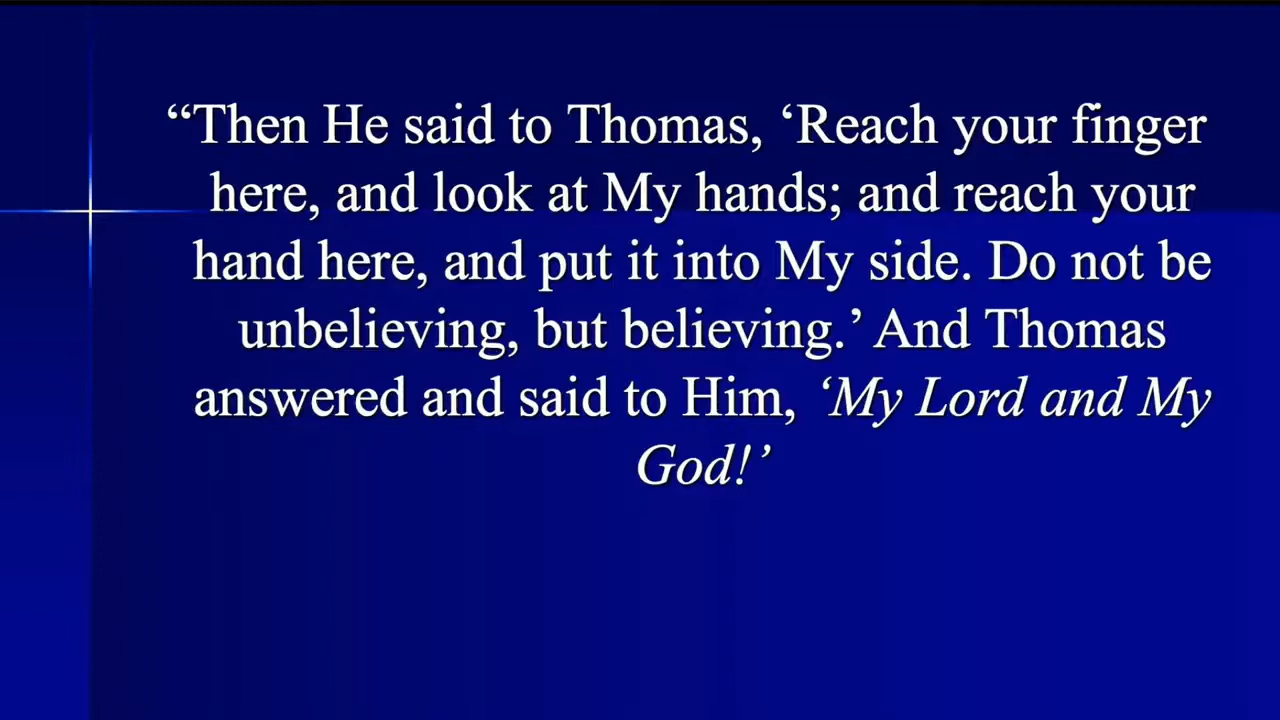 “Then He said to Thomas, ‘Reach your finger
here, and look at My hands; and reach your
hand here, and put it into My side. Do not be
unbelieving, but believing.’ And Thomas
answered and said to Him, ‘My Lord and My
God!’